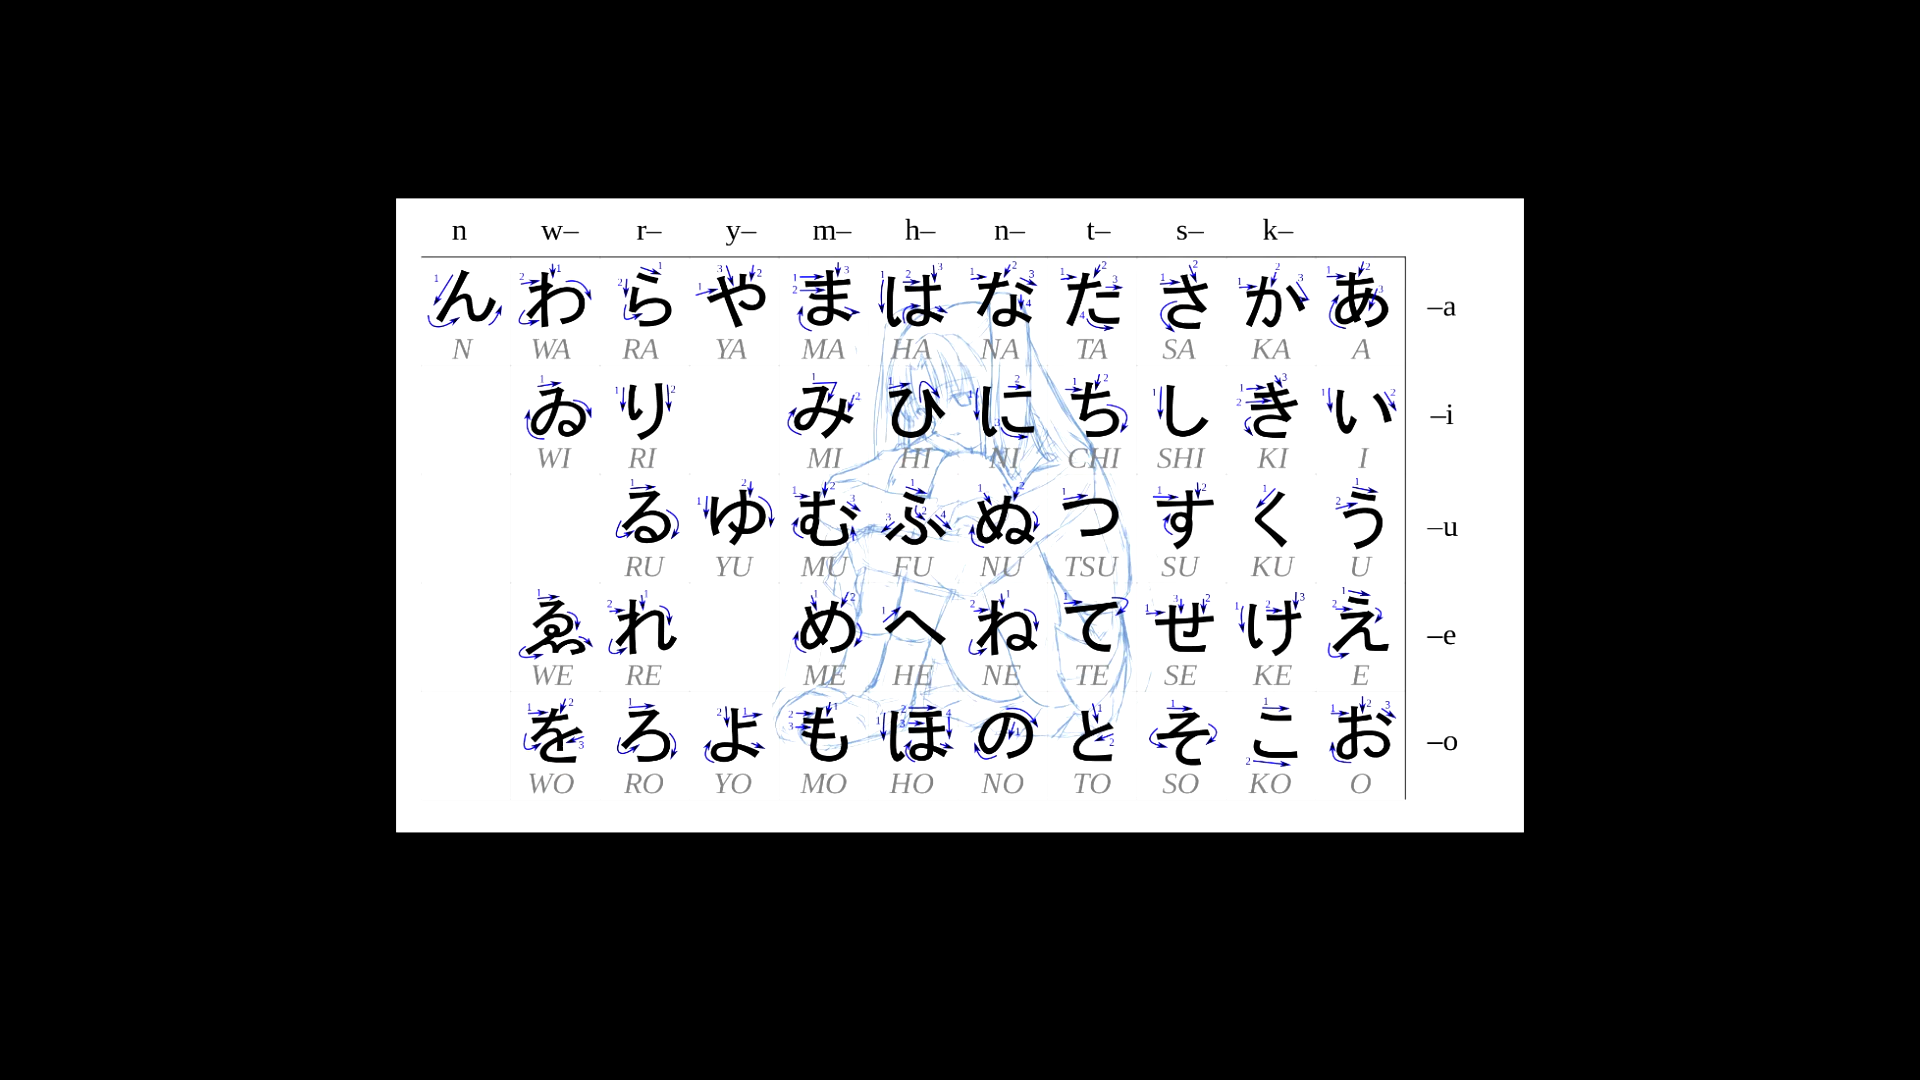 n w– r– y– m– h– n– t– s– k–
ん わ ら や ま は な た さ か あ –a
N WA RA YA MA HA NA TA SA KA A
ゐ り み ひ に ち し き い –i
WI RI MI HI NI CHI SHI KI I
る ゆ む ふ ぬ つ す く う –u
RU YU MU FU NU TSU SU KU U
ゑ れ め へ ね て せ け え –e
WE RE ME HE NE TE SE KE E
を ろ よ も ほ の と そ こ お –o
WO RO YO MO HO NO TO SO KO O